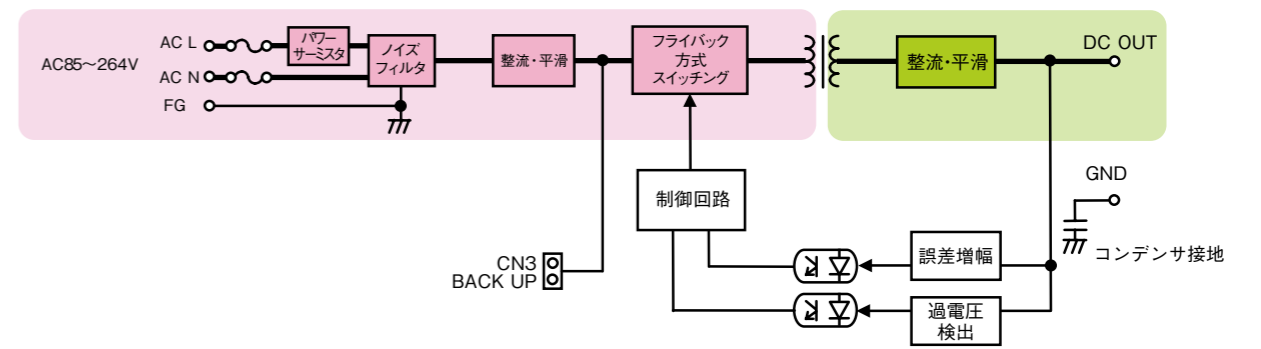 AC85～264V
AC L
AC N
FG
パワー
サーミスタ
ノイズ
フィルタ
整流・平滑
フライバック
方式
スイッチング
整流・平滑
DC OUT
制御回路
GND
コンデンサ接地
CN3
BACK UP
誤差増幅
過電圧
検出